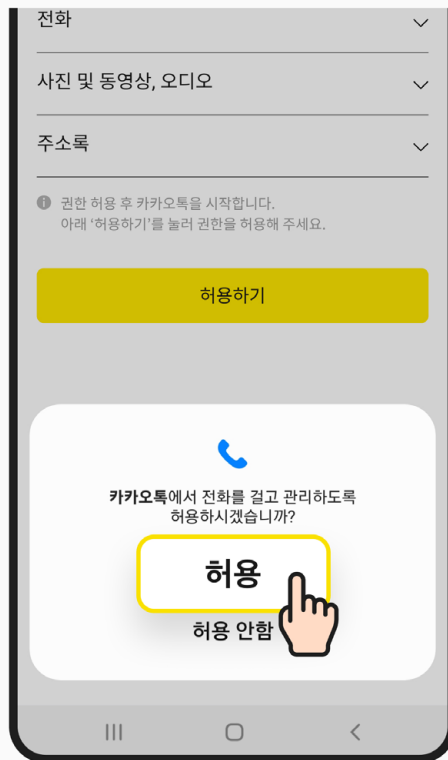 전화
사진 및 동영상, 오디오
주소록
권한 허용 후 카카오톡을 시작합니다.
아래 ‘허용하기’를 눌러 권한을 허용해 주세요.
허용하기
카카오톡에서 전화를 걸고 관리하도록
허용하시겠습니까?
허용
허용 안함